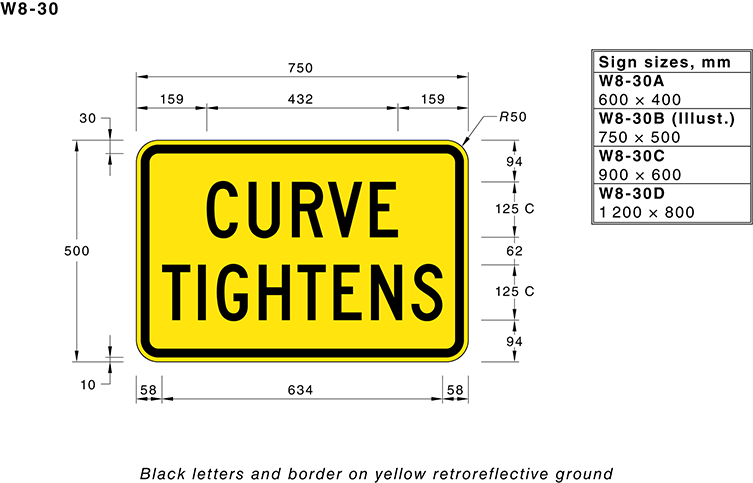 W8-30
750
159 432 159
30
R50
94
CURVE
125 C
500
62
TIGHTENS
125 C
94
10
58 634 58
Sign sizes, mm
W8-30A
600 × 400
W8-30B (Illust.)
750 × 500
W8-30C
900 × 600
W8-30D
1 200 × 800
Black letters and border on yellow retroreflective ground